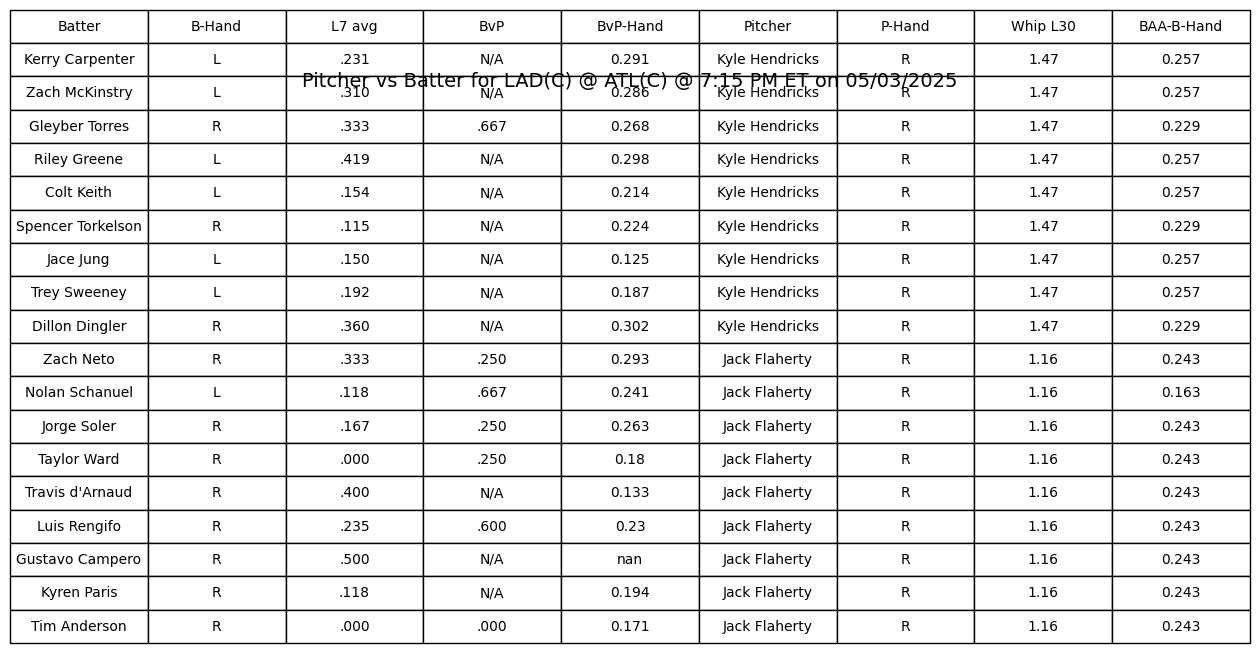 Batter B-Hand L7 avg BvP BvP-Hand Pitcher P-Hand Whip L30 BAA-B-Hand
Kerry Carpenter L .231 N/A 0.291 Kyle Hendricks R 1.47 0.257
Pitcher vs Batter for LAD(C) @ ATL(C) @ 7:15 PM ET on 05/03/2025
Zach McKinstry L .310 N/A 0.286 Kyle Hendricks R 1.47 0.257
Gleyber Torres R .333 .667 0.268 Kyle Hendricks R 1.47 0.229
Riley Greene L .419 N/A 0.298 Kyle Hendricks R 1.47 0.257
Colt Keith L .154 N/A 0.214 Kyle Hendricks R 1.47 0.257
Spencer Torkelson R .115 N/A 0.224 Kyle Hendricks R 1.47 0.229
Jace Jung L .150 N/A 0.125 Kyle Hendricks R 1.47 0.257
Trey Sweeney L .192 N/A 0.187 Kyle Hendricks R 1.47 0.257
Dillon Dingler R .360 N/A 0.302 Kyle Hendricks R 1.47 0.229
Zach Neto R .333 .250 0.293 Jack Flaherty R 1.16 0.243
Nolan Schanuel L .118 .667 0.241 Jack Flaherty R 1.16 0.163
Jorge Soler R .167 .250 0.263 Jack Flaherty R 1.16 0.243
Taylor Ward R .000 .250 0.18 Jack Flaherty R 1.16 0.243
Travis d'Arnaud R .400 N/A 0.133 Jack Flaherty R 1.16 0.243
Luis Rengifo R .235 .600 0.23 Jack Flaherty R 1.16 0.243
Gustavo Campero R .500 N/A nan Jack Flaherty R 1.16 0.243
Kyren Paris R .118 N/A 0.194 Jack Flaherty R 1.16 0.243
Tim Anderson R .000 .000 0.171 Jack Flaherty R 1.16 0.243